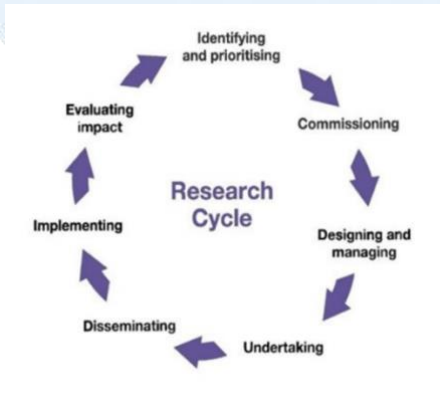 Identifying
and prioritising
Commissioning
Designing and
managing
Undertaking
Disseminating
Implementing
Evaluating
impact
Research
Cycle